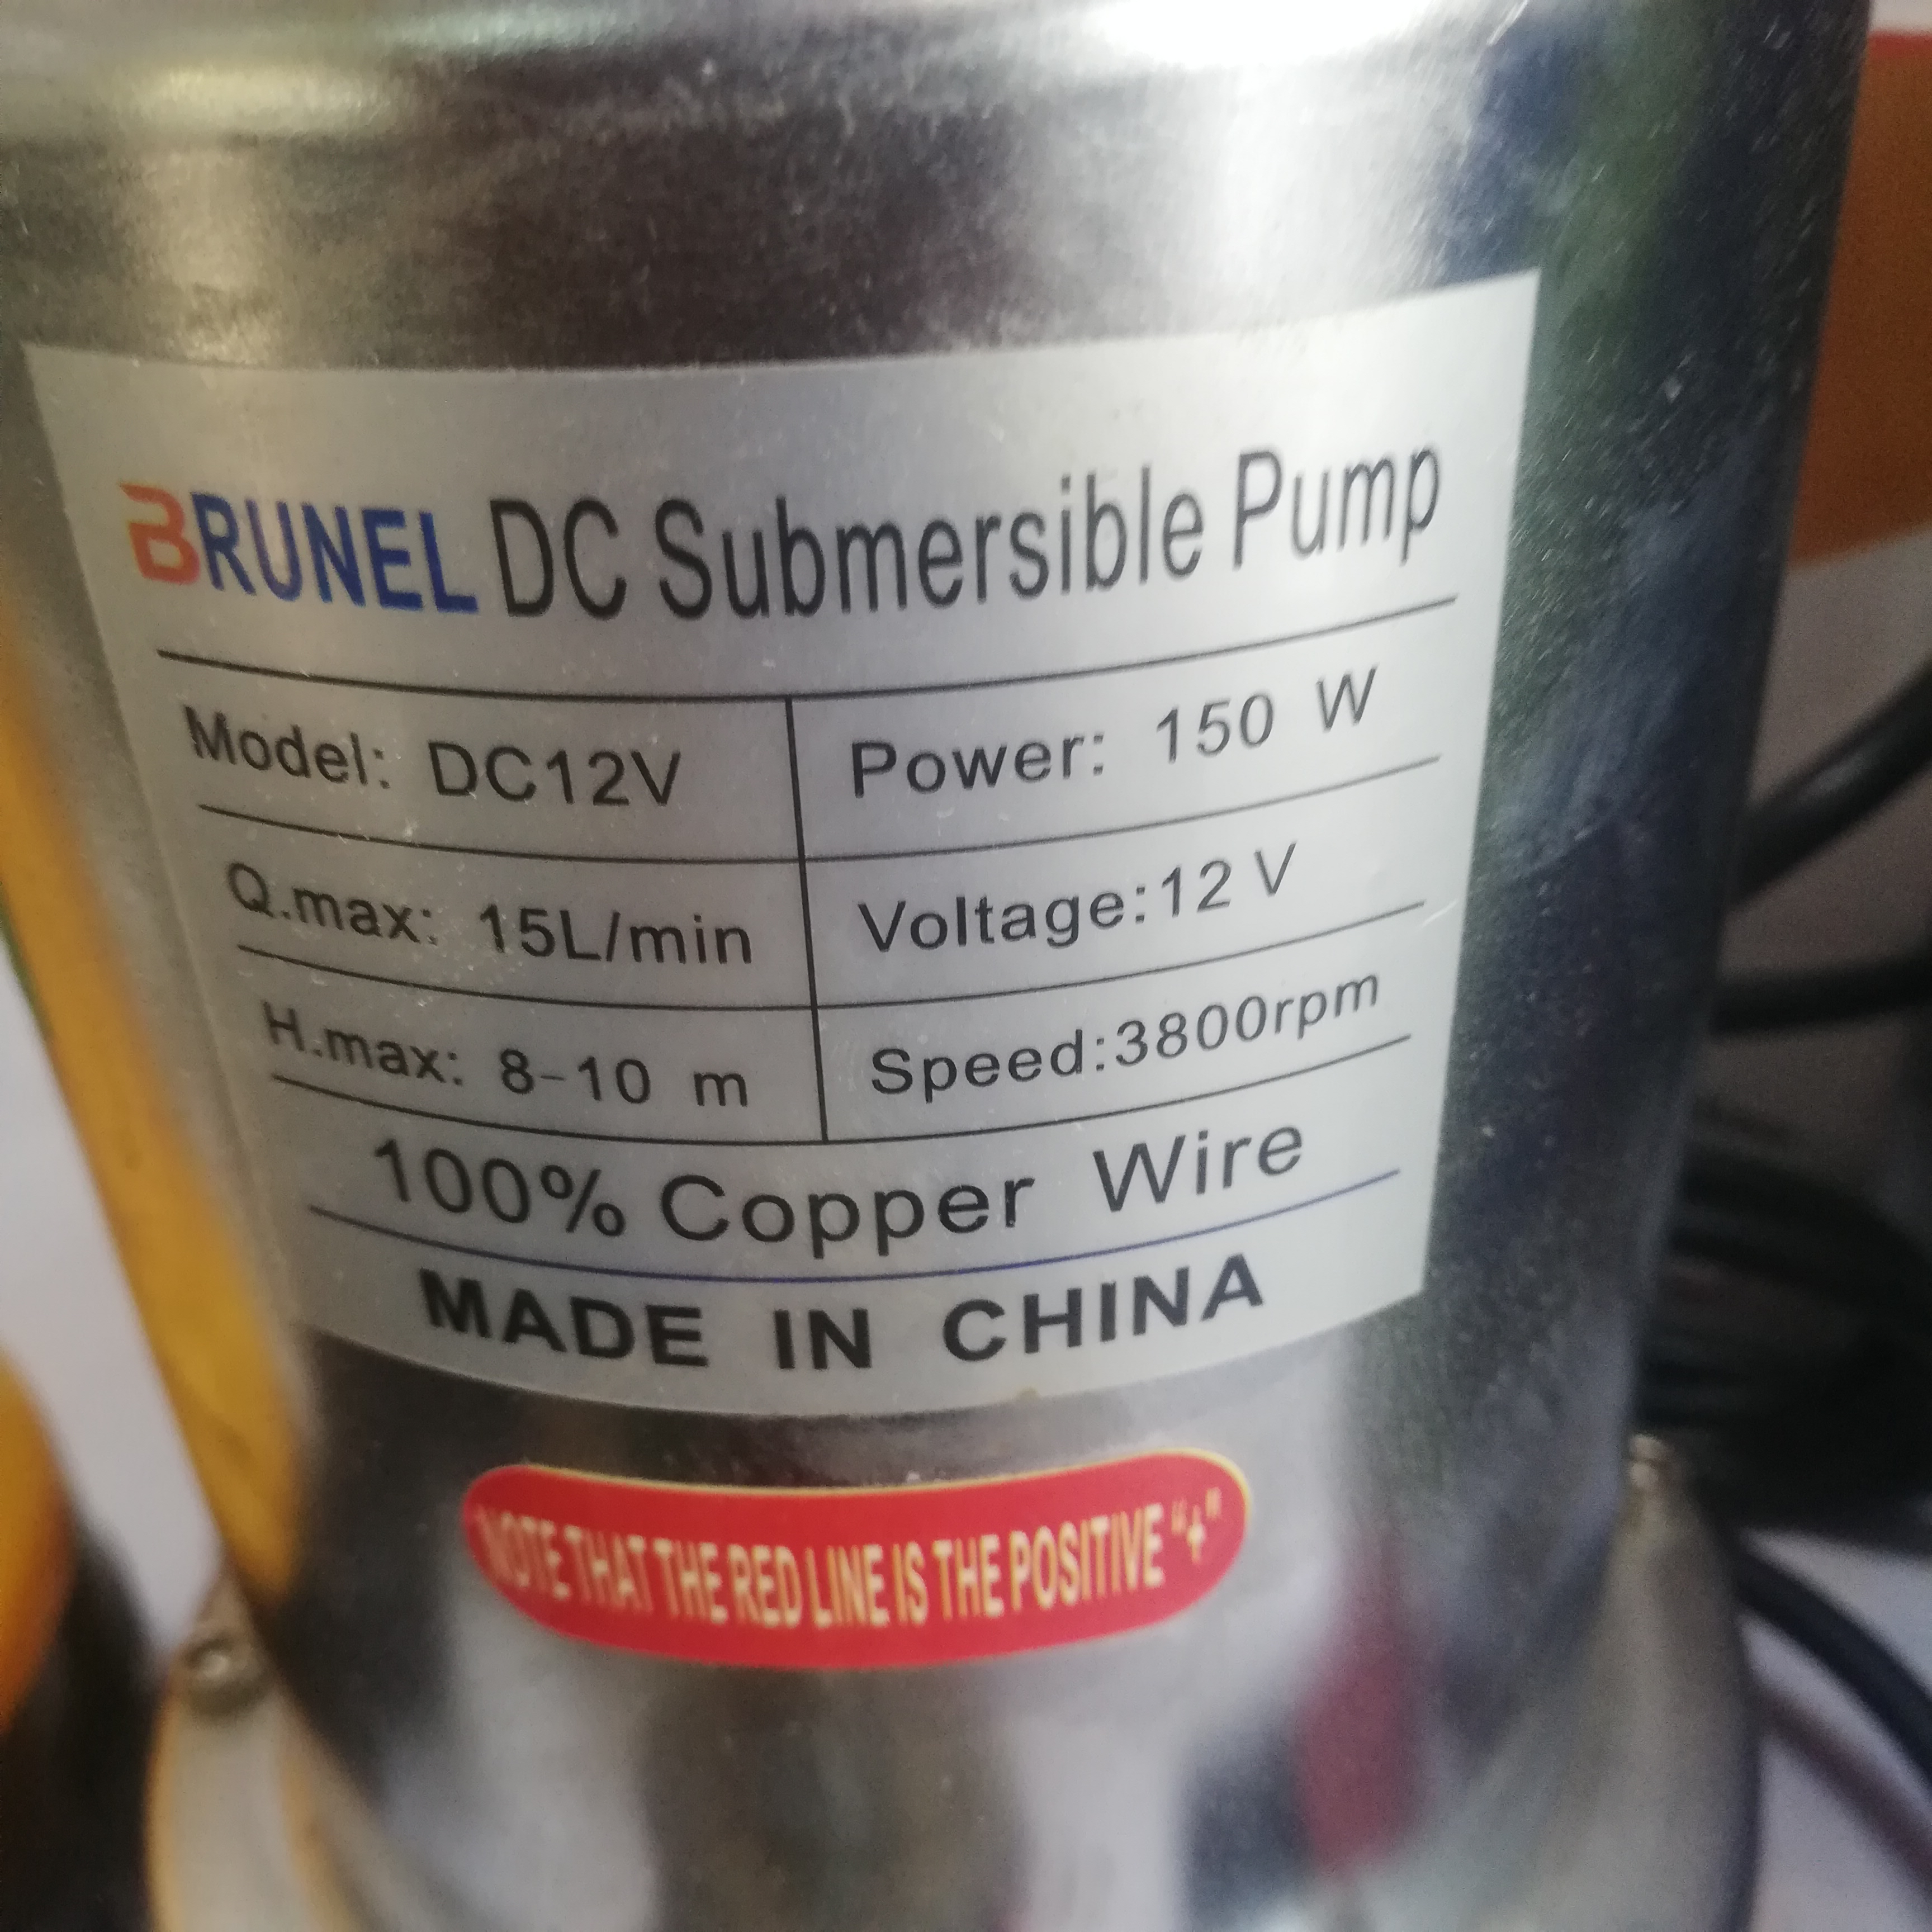 BRUNEL DC Submersible Pump
Model: DC12V
Power: 150 W
Q.max: 15L/min
Voltage:12 V
H.max: 8-10 m
Speed:3800rpm
100% Copper Wire
MADE IN CHINA
NOTE THAT THE RED LINE IS THE POSITIVE "+"